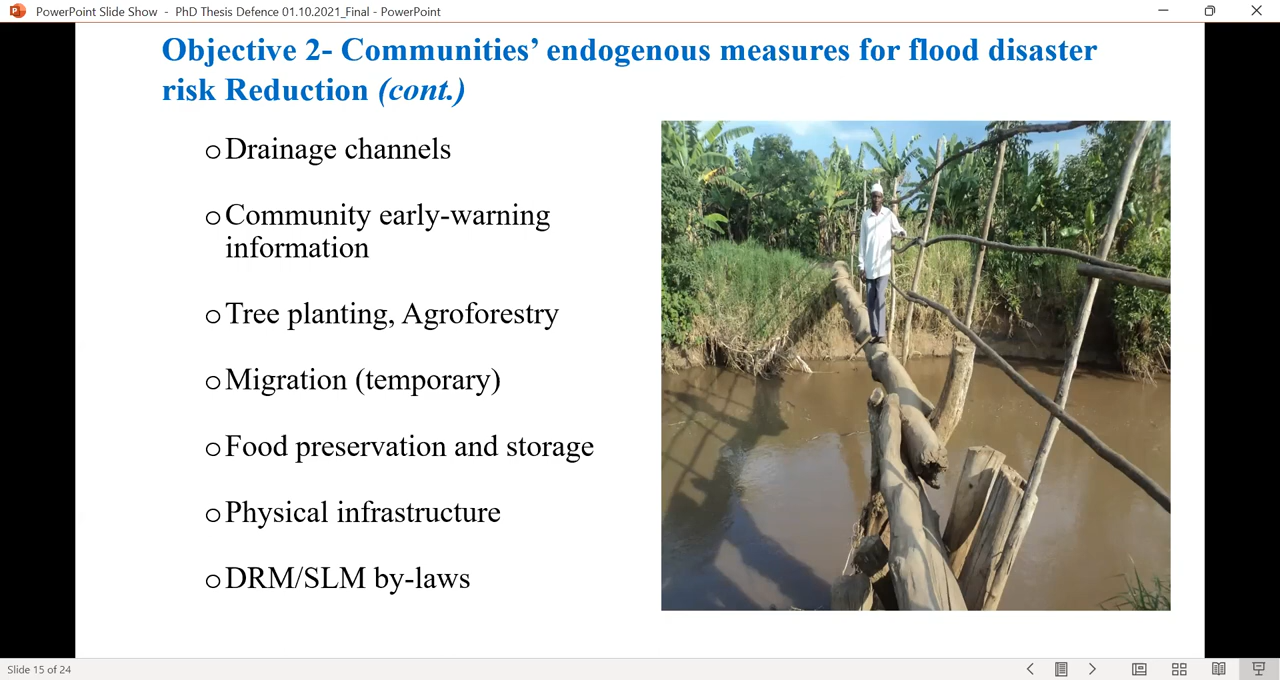 PowerPoint Slide Show - PhD Thesis Defence 01.10.2021_Final - PowerPoint
Objective 2- Communities’ endogenous measures for flood disaster
risk Reduction (cont.)
o Drainage channels
o Community early-warning
information
o Tree planting, Agroforestry
o Migration (temporary)
o Food preservation and storage
o Physical infrastructure
o DRM/SLM by-laws
Slide 15 of 24